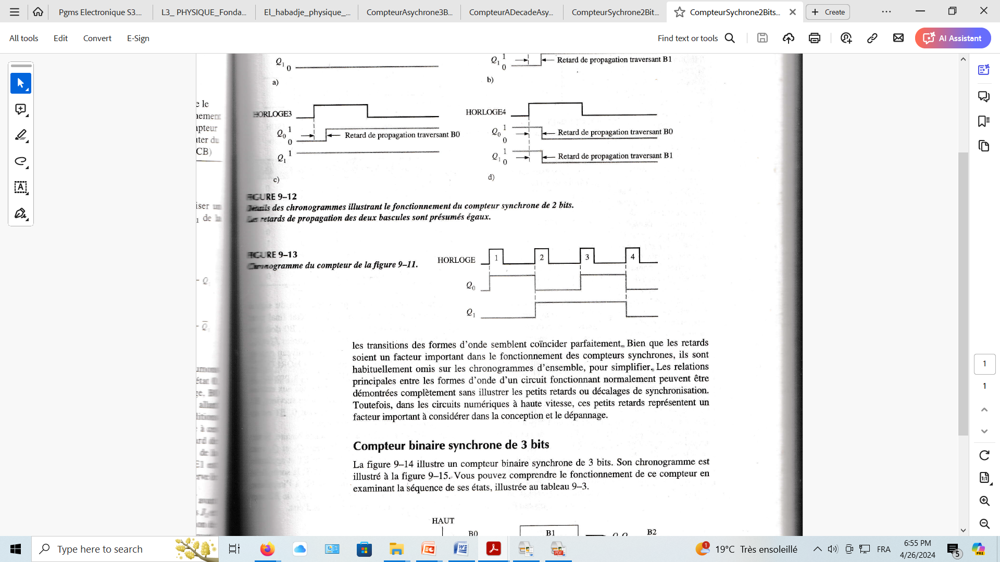 Pgms Electronique S3....
L3_ PHYSIQUE_Fonda...
El_habadje_physique_...
CompteurAsychrone3B...
CompteurADecadeAsy...
CompteurSychrone2Bit...
CompteurSychrone2Bits...
Create
All tools
Edit
Convert
E-Sign
Find text or tools
AI Assistant
Q1 0
a)
Q1 1 0
Retard de propagation traversant B1
b)
e le
mpteur
CB)
de la
HORLOGE3
Q0 1 0
Retard de propagation traversant B0
Q1 1
c)
HORLOGE4
Q0 1 0
Retard de propagation traversant B0
Q1 1 0
Retard de propagation traversant B1
d)
FIGURE 9–12
Détails des chronogrammes illustrant le fonctionnement du compteur synchrone de 2 bits.
Les retards de propagation des deux bascules sont présumés égaux.
FIGURE 9–13
Chronogramme du compteur de la figure 9–11.
HORLOGE
1 2 3 4
Q0
Q1
les transitions des formes d'onde semblent coïncider parfaitement. Bien que les retards
soient un facteur important dans le fonctionnement des compteurs synchrones, ils sont
habituellement omis sur les chronogrammes d'ensemble, pour simplifier. Les relations
principales entre les formes d'onde d'un circuit fonctionnant normalement peuvent être
démontrées complètement sans illustrer les petits retards ou décalages de synchronisation.
Toutefois, dans les circuits numériques à haute vitesse, ces petits retards représentent un
facteur important à considérer dans la conception et le dépannage.
Compteur binaire synchrone de 3 bits
La figure 9–14 illustre un compteur binaire synchrone de 3 bits. Son chronogramme est
illustré à la figure 9–15. Vous pouvez comprendre le fonctionnement de ce compteur en
examinant la séquence de ses états, illustrée au tableau 9–3.
HAUT
B0
B1
B2
1
1
Type here to search
19°C Très ensoleillé
FRA
6:55 PM
4/26/2024
5